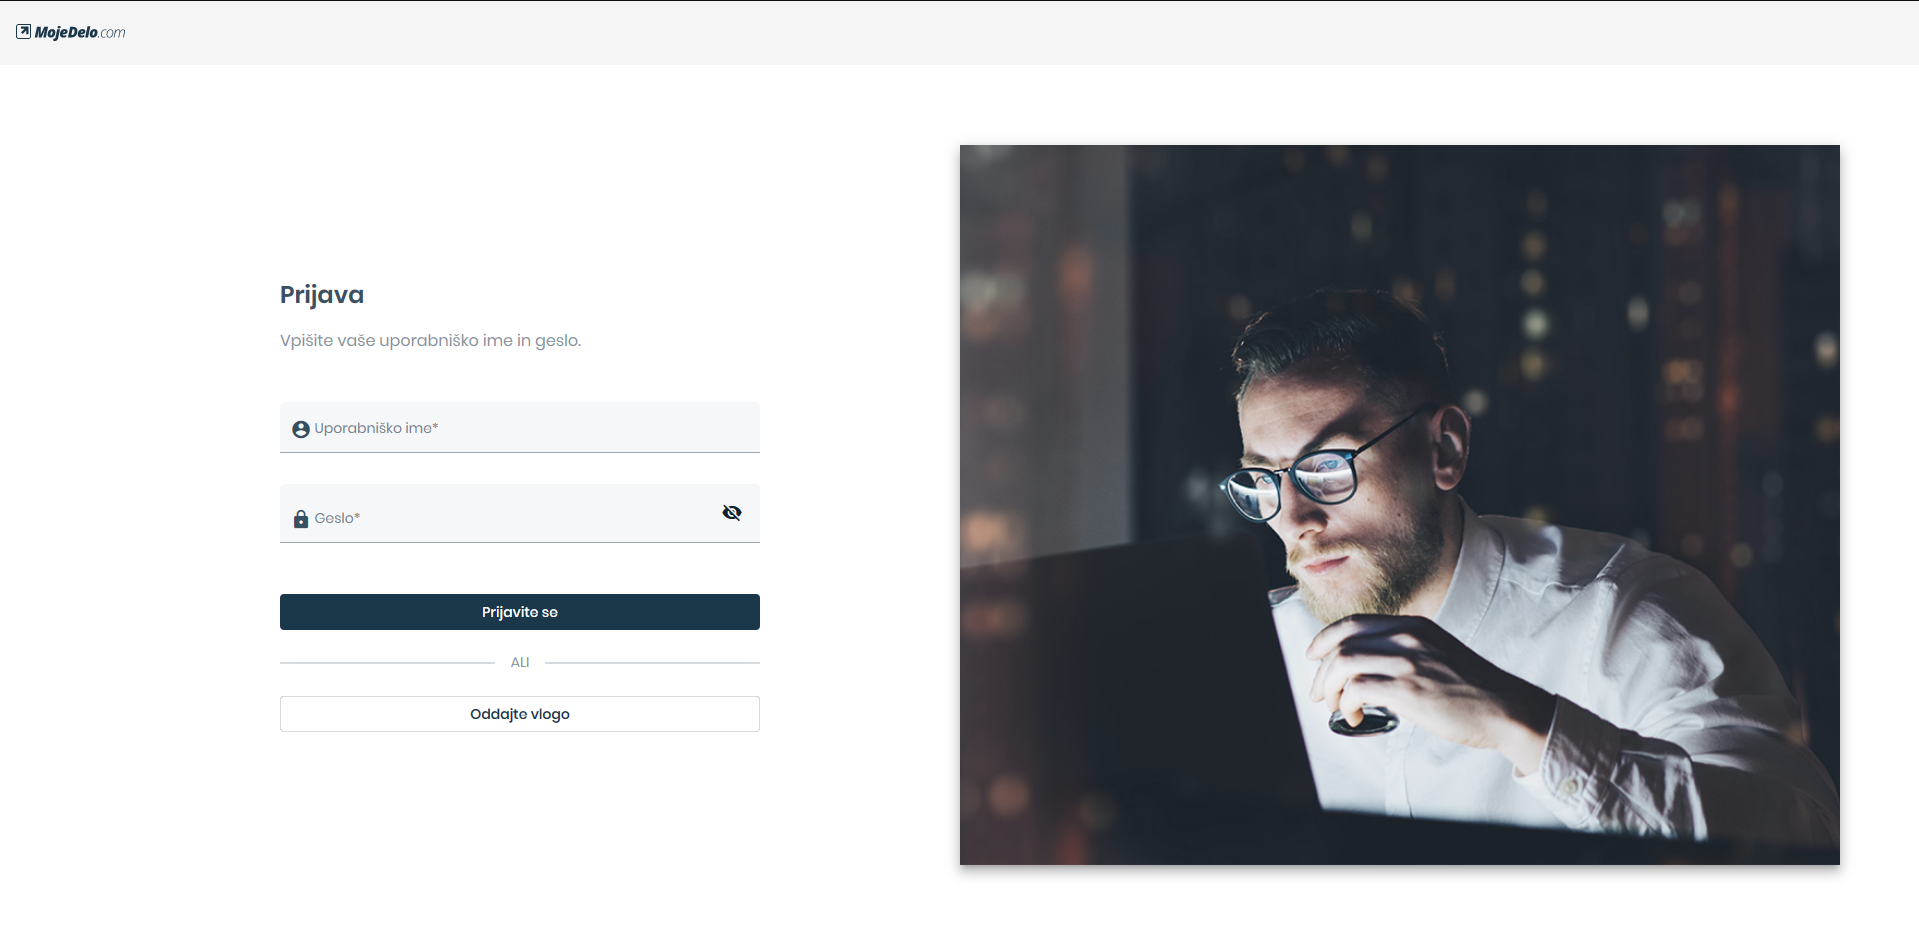 MojeDelo.com
Prijava
Vpišite vaše uporabniško ime in geslo.
Uporabniško ime*
Geslo*
Prijavite se
ALI
Oddajte vlogo